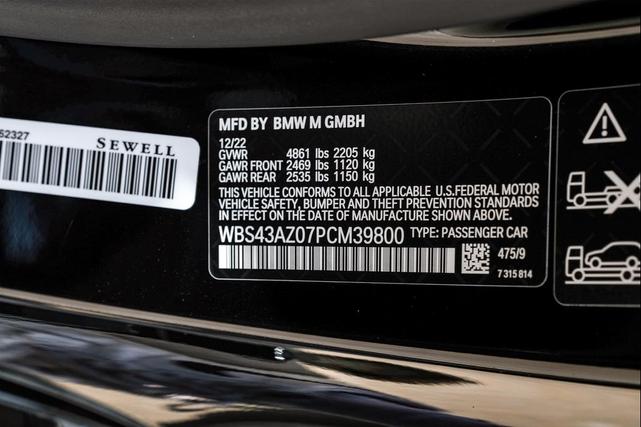 52327
SEWELL
MFD BY BMW M GMBH
12/22
GVWR 4861 lbs 2205 kg
GAWR FRONT 2469 lbs 1120 kg
GAWR REAR 2535 lbs 1150 kg
THIS VEHICLE CONFORMS TO ALL APPLICABLE U.S.FEDERAL MOTOR
VEHICLE SAFETY, BUMPER AND THEFT PREVENTION STANDARDS
IN EFFECT ON THE DATE OF MANUFACTURE SHOWN ABOVE.
WBS43AZ07PCM39800 TYPE: PASSENGER CAR
475/9
7 315 814